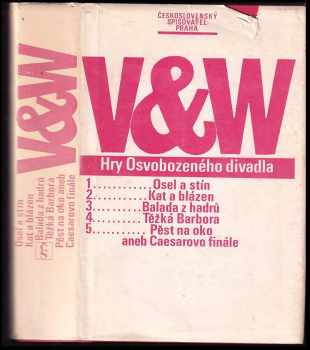 V&W
Osel a stín
Kat a blázen
Balada z hadrů
Těžká Barbora
Pěst na oko aneb
Caesarovo finále
ČESKOSLOVENSKÝ
SPISOVATEL
PRAHA
V&W
Hry Osvobozeného divadla
1...........Osel a stín
2..........Kat a blázen
3.........Balada z hadrů
4.........Těžká Barbora
5..........Pěst na oko
aneb Caesarovo finále